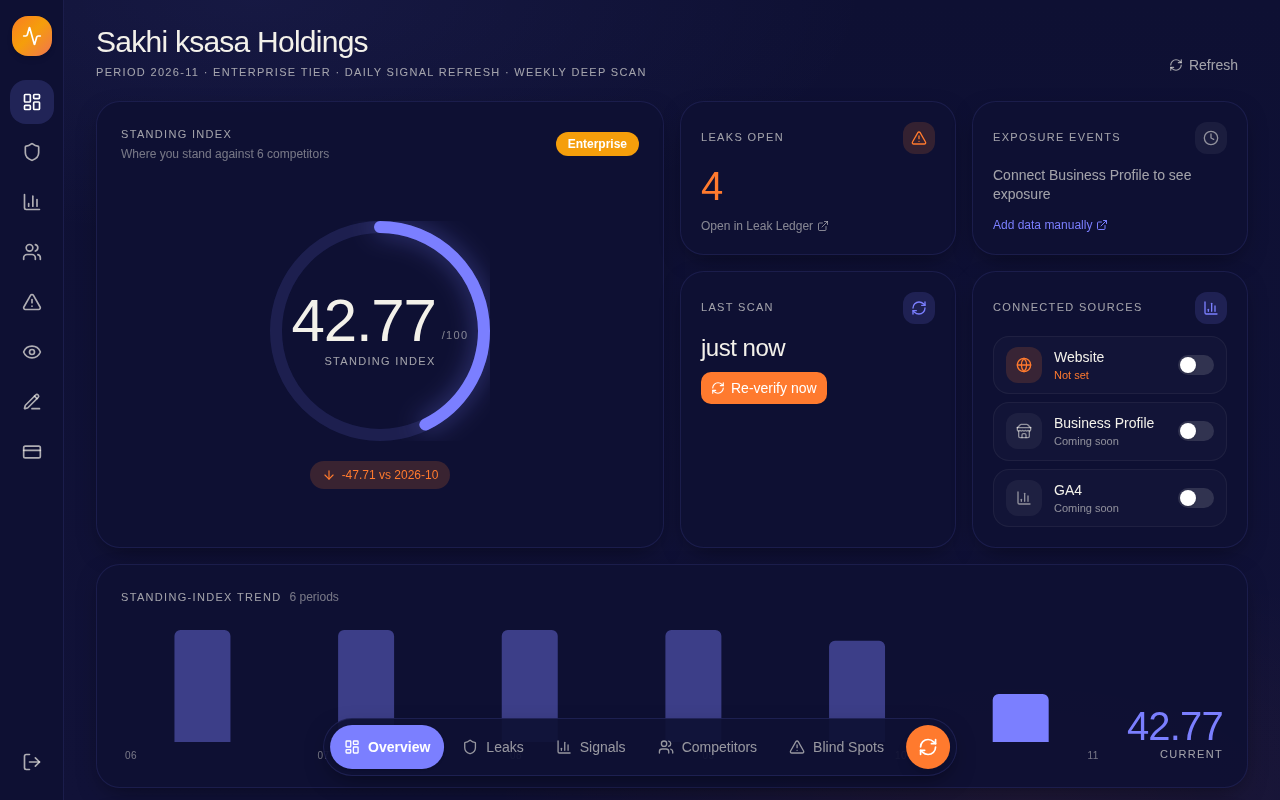 Sakhi ksasa Holdings
PERIOD 2026-11 · ENTERPRISE TIER · DAILY SIGNAL REFRESH · WEEKLY DEEP SCAN
Refresh
STANDING INDEX
Where you stand against 6 competitors
Enterprise
42.77 /100
STANDING INDEX
-47.71 vs 2026-10
LEAKS OPEN
4
Open in Leak Ledger
EXPOSURE EVENTS
Connect Business Profile to see
exposure
Add data manually
LAST SCAN
just now
Re-verify now
CONNECTED SOURCES
Website
Not set
Business Profile
Coming soon
GA4
Coming soon
STANDING-INDEX TREND 6 periods
42.77
CURRENT
06
11
Overview
Leaks
Signals
Competitors
Blind Spots